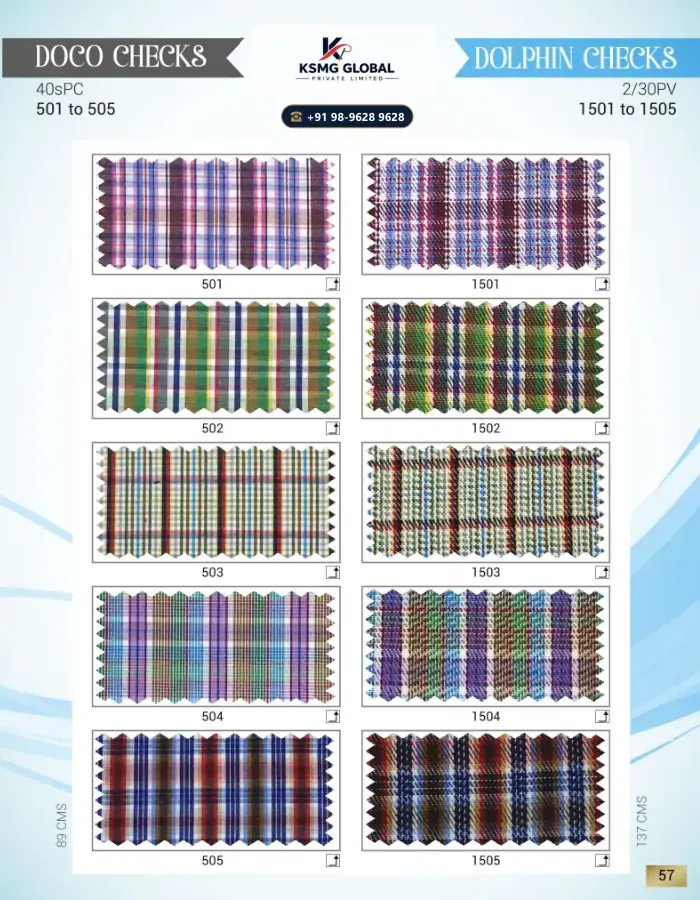 DOCO CHECKS
KSMG GLOBAL
PRIVATE LIMITED
DOLPHIN CHECKS
40sPC
501 to 505
+91 98-9628 9628
2/30PV
1501 to 1505
501
1501
502
1502
503
1503
504
1504
505
1505
89 CMS
137 CMS
57